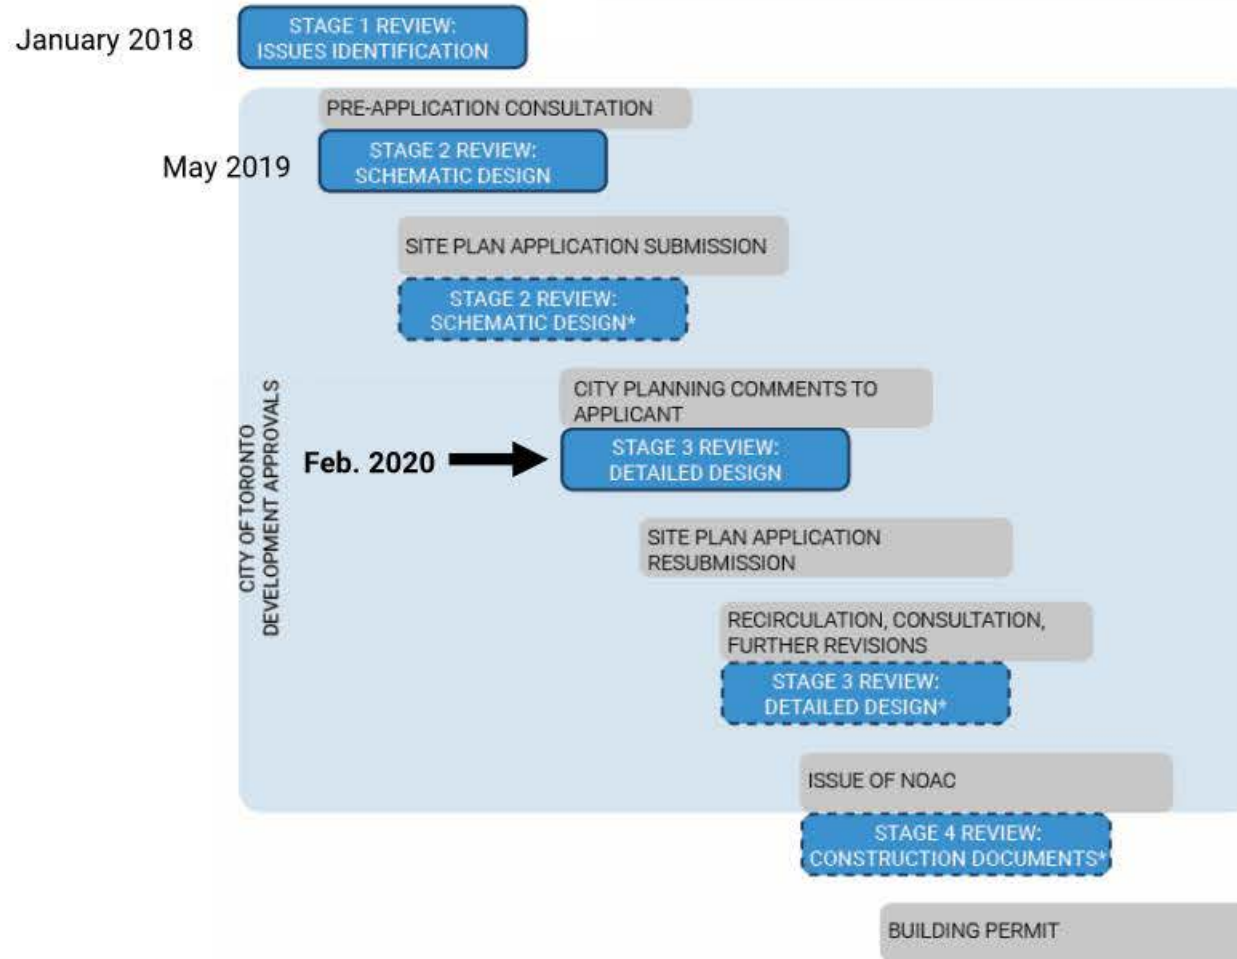 January 2018
STAGE 1 REVIEW:
ISSUES IDENTIFICATION
PRE-APPLICATION CONSULTATION
May 2019
STAGE 2 REVIEW:
SCHEMATIC DESIGN
SITE PLAN APPLICATION SUBMISSION
STAGE 2 REVIEW:
SCHEMATIC DESIGN*
CITY OF TORONTO
DEVELOPMENT APPROVALS
CITY PLANNING COMMENTS TO
APPLICANT
Feb. 2020
STAGE 3 REVIEW:
DETAILED DESIGN
SITE PLAN APPLICATION
RESUBMISSION
RECIRCULATION, CONSULTATION,
FURTHER REVISIONS
STAGE 3 REVIEW:
DETAILED DESIGN*
ISSUE OF NOAC
STAGE 4 REVIEW:
CONSTRUCTION DOCUMENTS*
BUILDING PERMIT